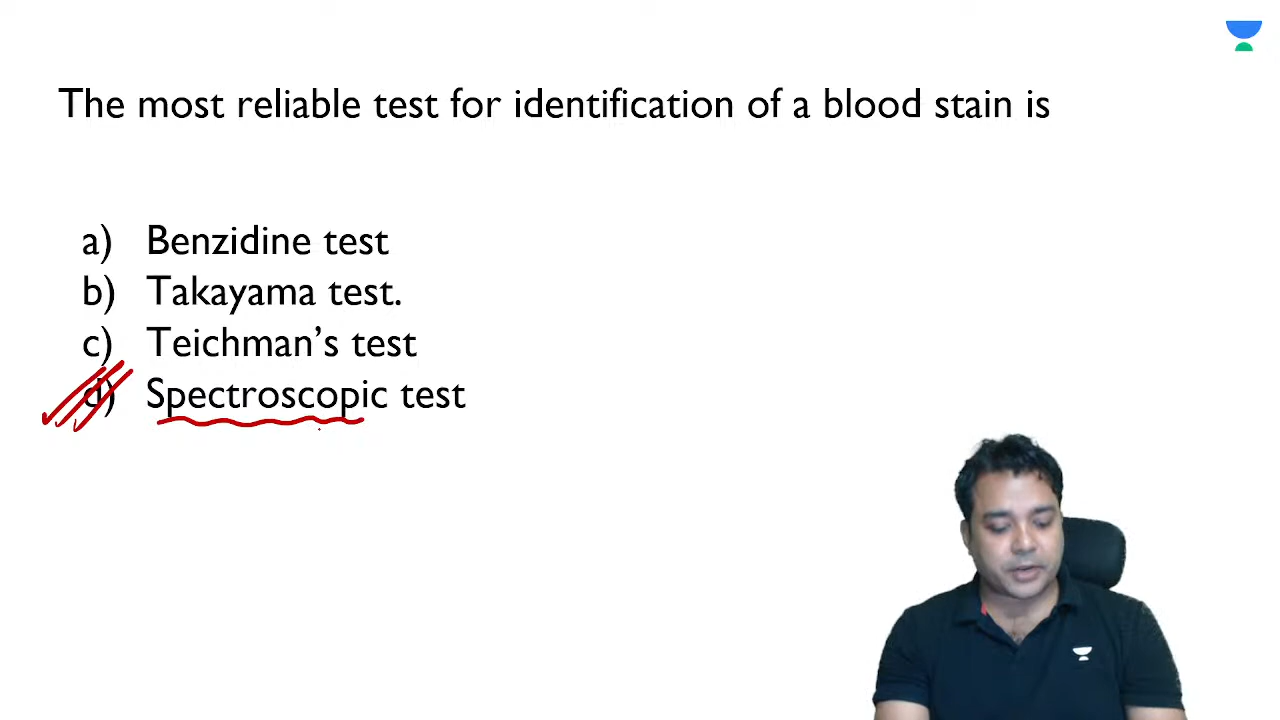 The most reliable test for identification of a blood stain is
a) Benzidine test
b) Takayama test.
c) Teichman’s test
d) Spectroscopic test